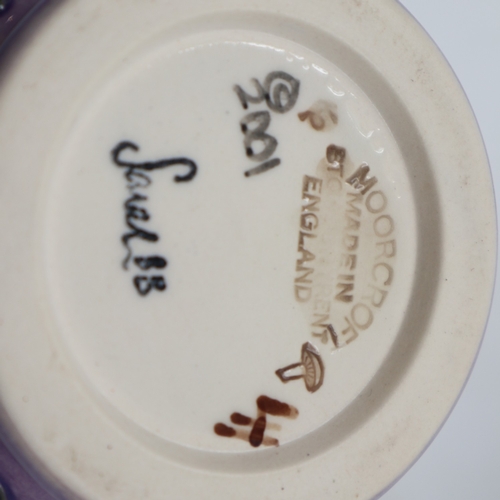 MOORCROFT
MADE IN
STOKE ON TRENT
ENGLAND
© 2001
Sarah BB